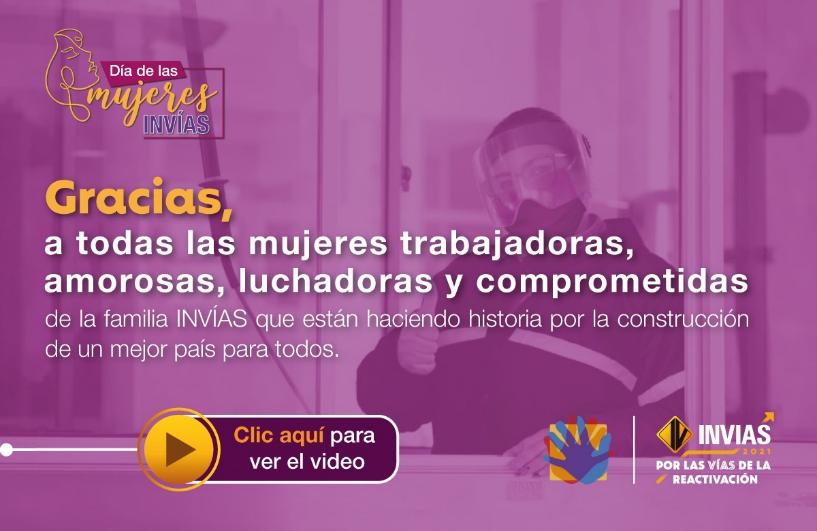 Día de las
mujeres
INVÍAS
Gracias,
a todas las mujeres trabajadoras,
amorosas, luchadoras y comprometidas
de la familia INVÍAS que están haciendo historia por la construcción
de un mejor país para todos.
Clic aquí para
ver el video
INVIAS
2021
POR LAS VÍAS DE LA
REACTIVACIÓN